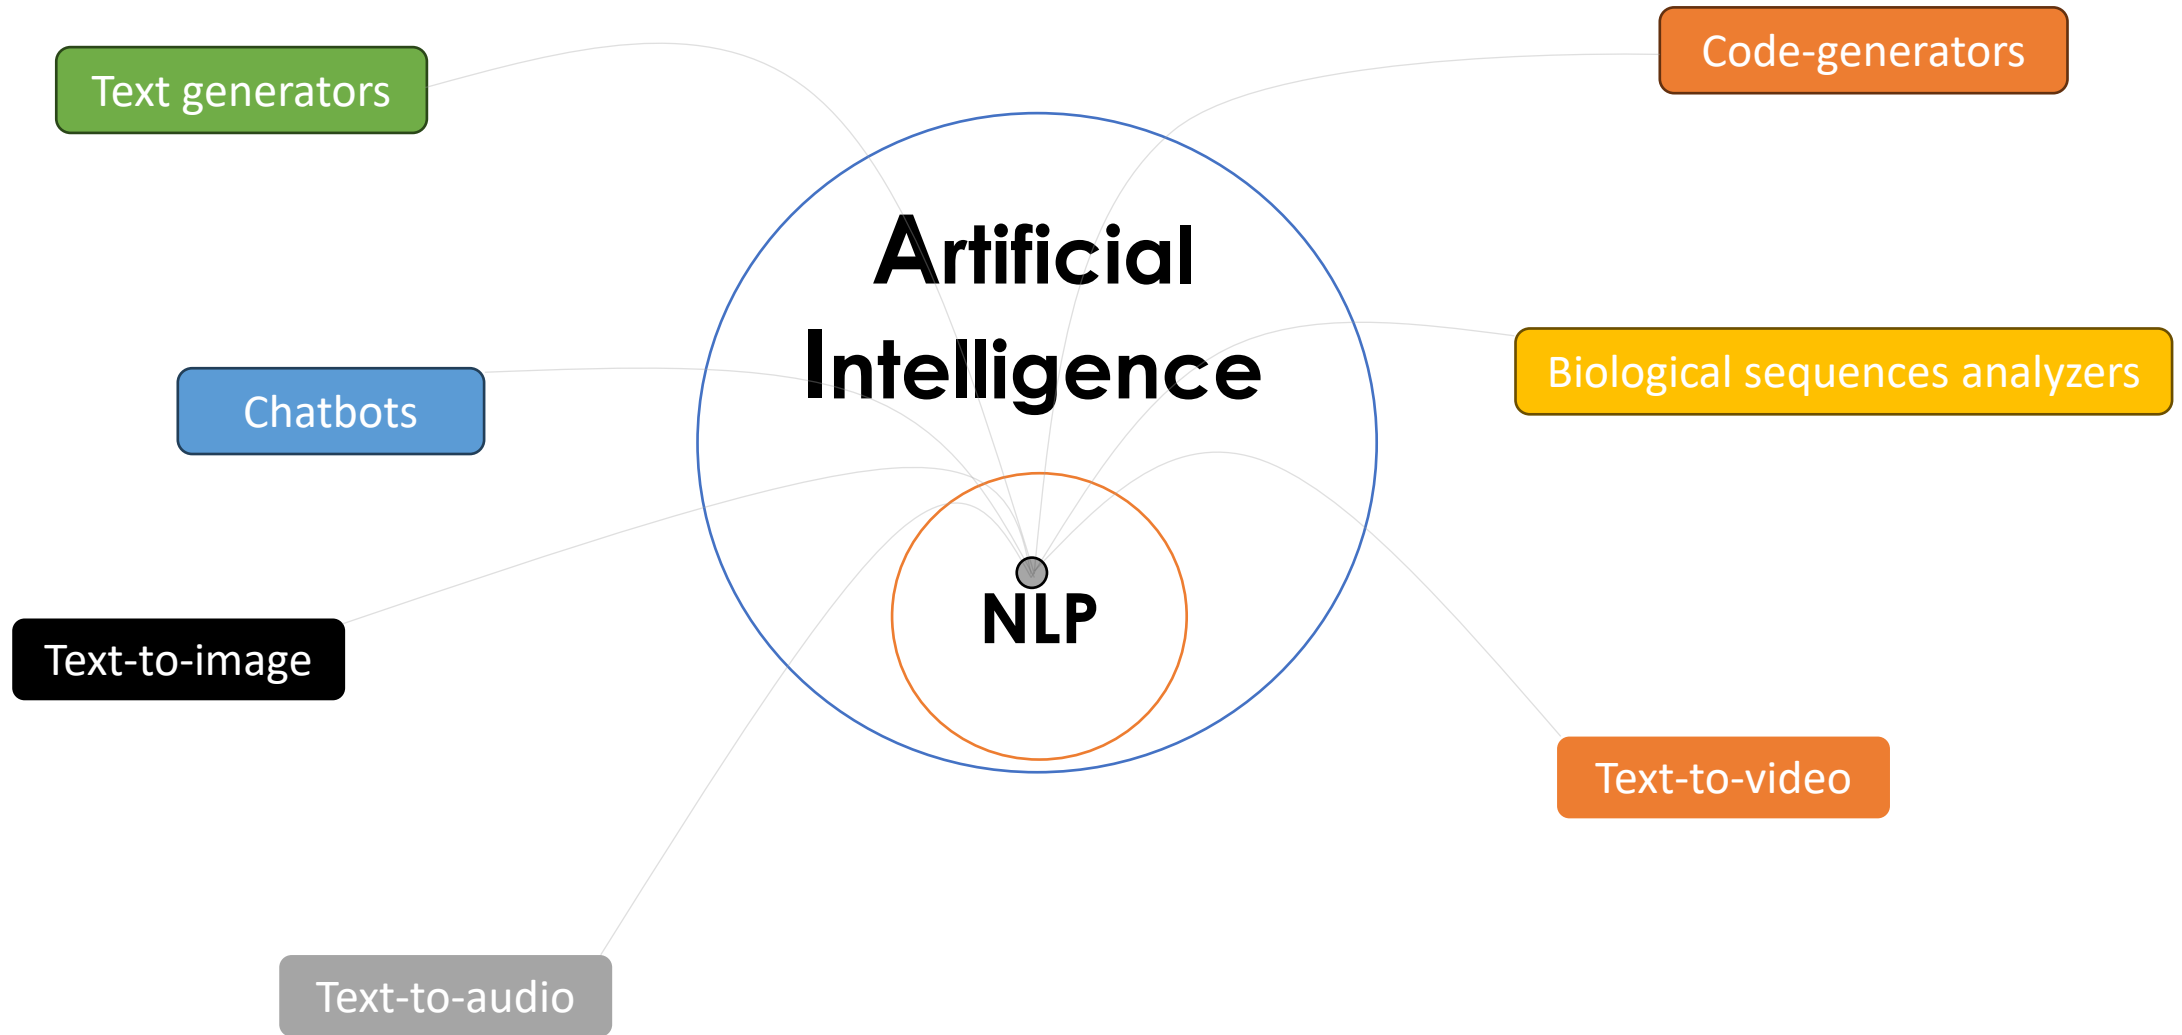 Text generators
Code-generators
Artificial
Intelligence
Chatbots
Biological sequences analyzers
NLP
Text-to-image
Text-to-video
Text-to-audio